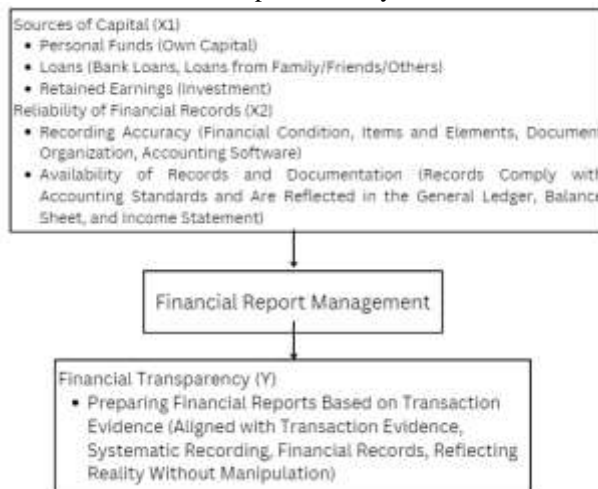 Sources of Capital (X1)
• Personal Funds (Own Capital)
• Loans (Bank Loans, Loans from Family/Friends/Others)
• Retained Earnings (Investment)
Reliability of Financial Records (X2)
• Recording Accuracy (Financial Condition, Items and Elements, Document
Organization, Accounting Software)
• Availability of Records and Documentation (Records Comply with
Accounting Standards and Are Reflected in the General Ledger, Balance
Sheet, and Income Statement)
Financial Report Management
Financial Transparency (Y)
• Preparing Financial Reports Based on Transaction
Evidence (Aligned with Transaction Evidence,
Systematic Recording, Financial Records, Reflecting
Reality Without Manipulation)